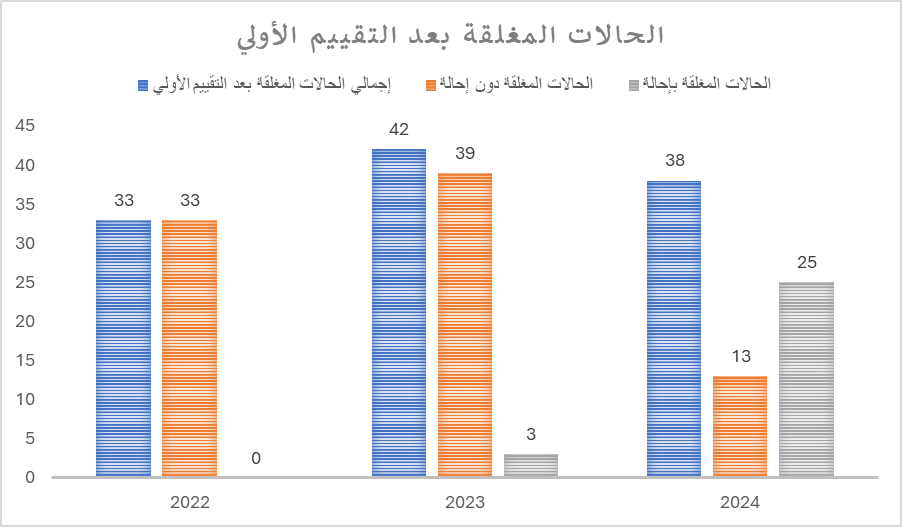 الحالات المغلقة بعد التقييم الأولي
إجمالي الحالات المغلقة بعد التقييم الأولي الحالات المغلقة دون إحالة الحالات المغلقة بإحالة
45
40
35
30
25
20
15
10
5
0
33 33 0
42 39 3
38 13 25
2022 2023 2024